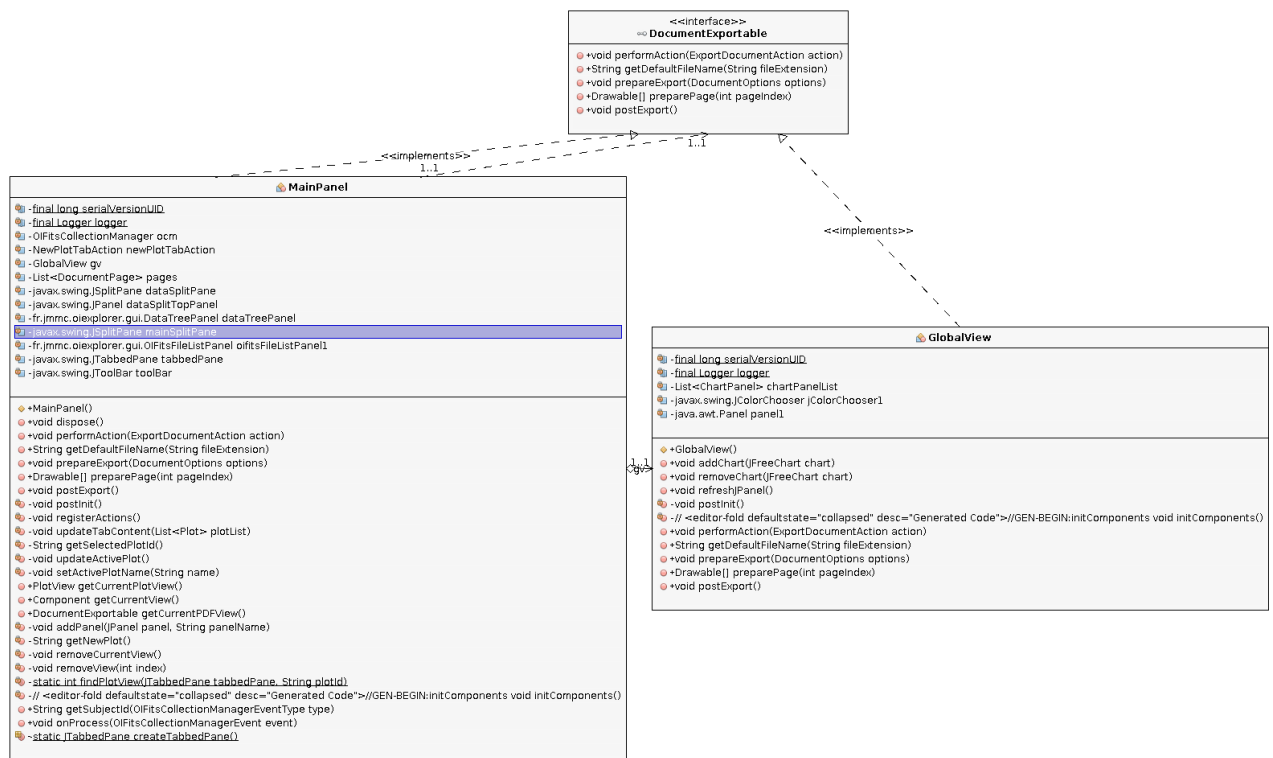 <<interface>>
DocumentExportable
+void performAction(ExportDocumentAction action)
+String getDefaultFileName(String fileExtension)
+void prepareExport(DocumentOptions options)
+Drawable[] preparePage(int pageIndex)
+void postExport()
<<implements>>
1..1
1..1
<<implements>>
MainPanel
-final long serialVersionUID
-final Logger logger
-OIFitsCollectionManager ocm
-NewPlotTabAction newPlotTabAction
-GlobalView gv
-List<DocumentPage> pages
-javax.swing.JSplitPane dataSplitPane
-javax.swing.JPanel dataSplitTopPanel
-fr.jmmc.oiexplorer.gui.DataTreePanel dataTreePanel
-javax.swing.JSplitPane mainSplitPane
-fr.jmmc.oiexplorer.gui.OIFitsFileListPanel oifitsFileListPanel1
-javax.swing.JTabbedPane tabbedPane
-javax.swing.JToolBar toolBar
+MainPanel()
+void dispose()
+void performAction(ExportDocumentAction action)
+String getDefaultFileName(String fileExtension)
+void prepareExport(DocumentOptions options)
+Drawable[] preparePage(int pageIndex)
+void postExport()
-void postInit()
-void registerActions()
-void updateTabContent(List<Plot> plotList)
-String getSelectedPlotId()
-void updateActivePlot()
-void setActivePlotName(String name)
+PlotView getCurrentPlotView()
+Component getCurrentView()
+DocumentExportable getCurrentPDFView()
-void addPanel(JPanel panel, String panelName)
-String getNewPlot()
-void removeCurrentView()
-void removeView(int index)
-static int findPlotView(JTabbedPane tabbedPane, String plotId)
-// <editor-fold defaultstate="collapsed" desc="Generated Code">//GEN-BEGIN:initComponents void initComponents()
+String getSubjectId(OIFitsCollectionManagerEventType type)
+void onProcess(OIFitsCollectionManagerEvent event)
~static JTabbedPane createTabbedPane()
1..1
gv
GlobalView
-final long serialVersionUID
-final Logger logger
-List<ChartPanel> chartPanelList
-javax.swing.JColorChooser jColorChooser1
-java.awt.Panel panel1
+GlobalView()
+void addChart(JFreeChart chart)
+void removeChart(JFreeChart chart)
+void refreshJPanel()
-void postInit()
-// <editor-fold defaultstate="collapsed" desc="Generated Code">//GEN-BEGIN:initComponents void initComponents()
+void performAction(ExportDocumentAction action)
+String getDefaultFileName(String fileExtension)
+void prepareExport(DocumentOptions options)
+Drawable[] preparePage(int pageIndex)
+void postExport()